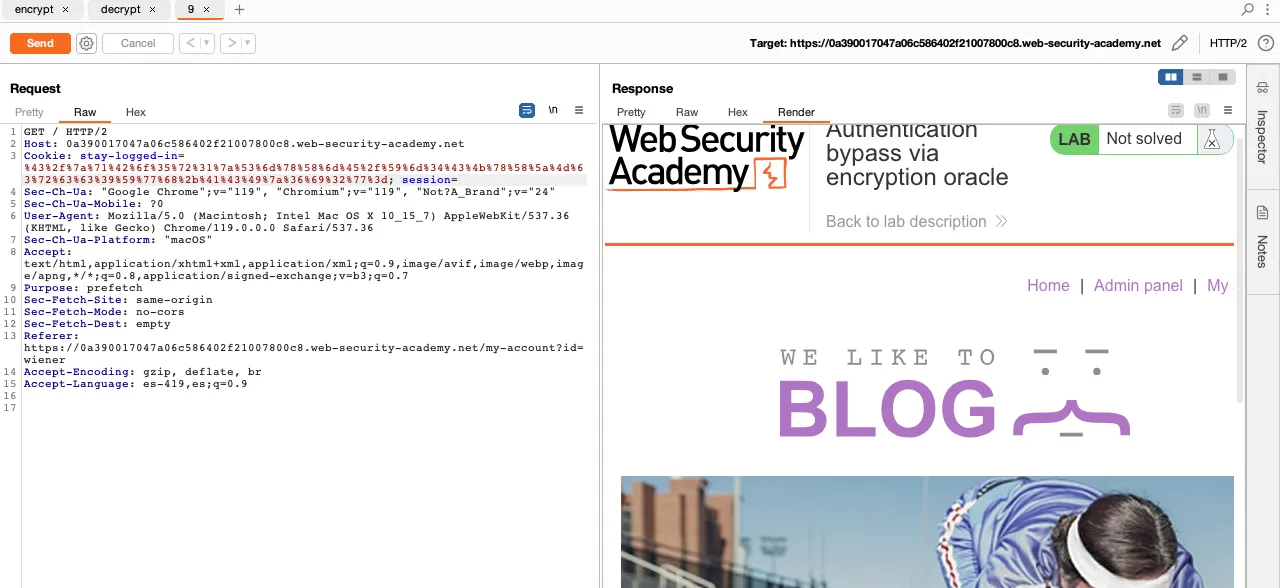 encrypt × decrypt × 9 × +
Send Cancel < >
Target: https://0a390017047a06c586402f21007800c8.web-security-academy.net HTTP/2
Request
Pretty Raw Hex \n
1 GET / HTTP/2
2 Host: 0a390017047a06c586402f21007800c8.web-security-academy.net
3 Cookie: stay-logged-in=
%43%2f%7a%71%42%6f%35%72%31%7a%53%6d%78%58%6d%45%2f%59%6d%34%43%4b%78%58%5a%4d%6
3%72%63%63%39%59%77%68%2b%41%43%49%7a%36%69%32%77%3d; session=
4 Sec-Ch-Ua: "Google Chrome";v="119", "Chromium";v="119", "Not?A_Brand";v="24"
5 Sec-Ch-Ua-Mobile: ?0
6 User-Agent: Mozilla/5.0 (Macintosh; Intel Mac OS X 10_15_7) AppleWebKit/537.36
(KHTML, like Gecko) Chrome/119.0.0.0 Safari/537.36
7 Sec-Ch-Ua-Platform: "macOS"
8 Accept:
text/html,application/xhtml+xml,application/xml;q=0.9,image/avif,image/webp,imag
e/apng,*/*;q=0.8,application/signed-exchange;v=b3;q=0.7
9 Purpose: prefetch
10 Sec-Fetch-Site: same-origin
11 Sec-Fetch-Mode: no-cors
12 Sec-Fetch-Dest: empty
13 Referer:
https://0a390017047a06c586402f21007800c8.web-security-academy.net/my-account?id=
wiener
14 Accept-Encoding: gzip, deflate, br
15 Accept-Language: es-419,es;q=0.9
16
17
Response
Pretty Raw Hex Render \n
Web Security
Academy
Authentication
bypass via
encryption oracle
Back to lab description
LAB Not solved
Home | Admin panel | My
WE LIKE TO
BLOG
Inspector
Notes